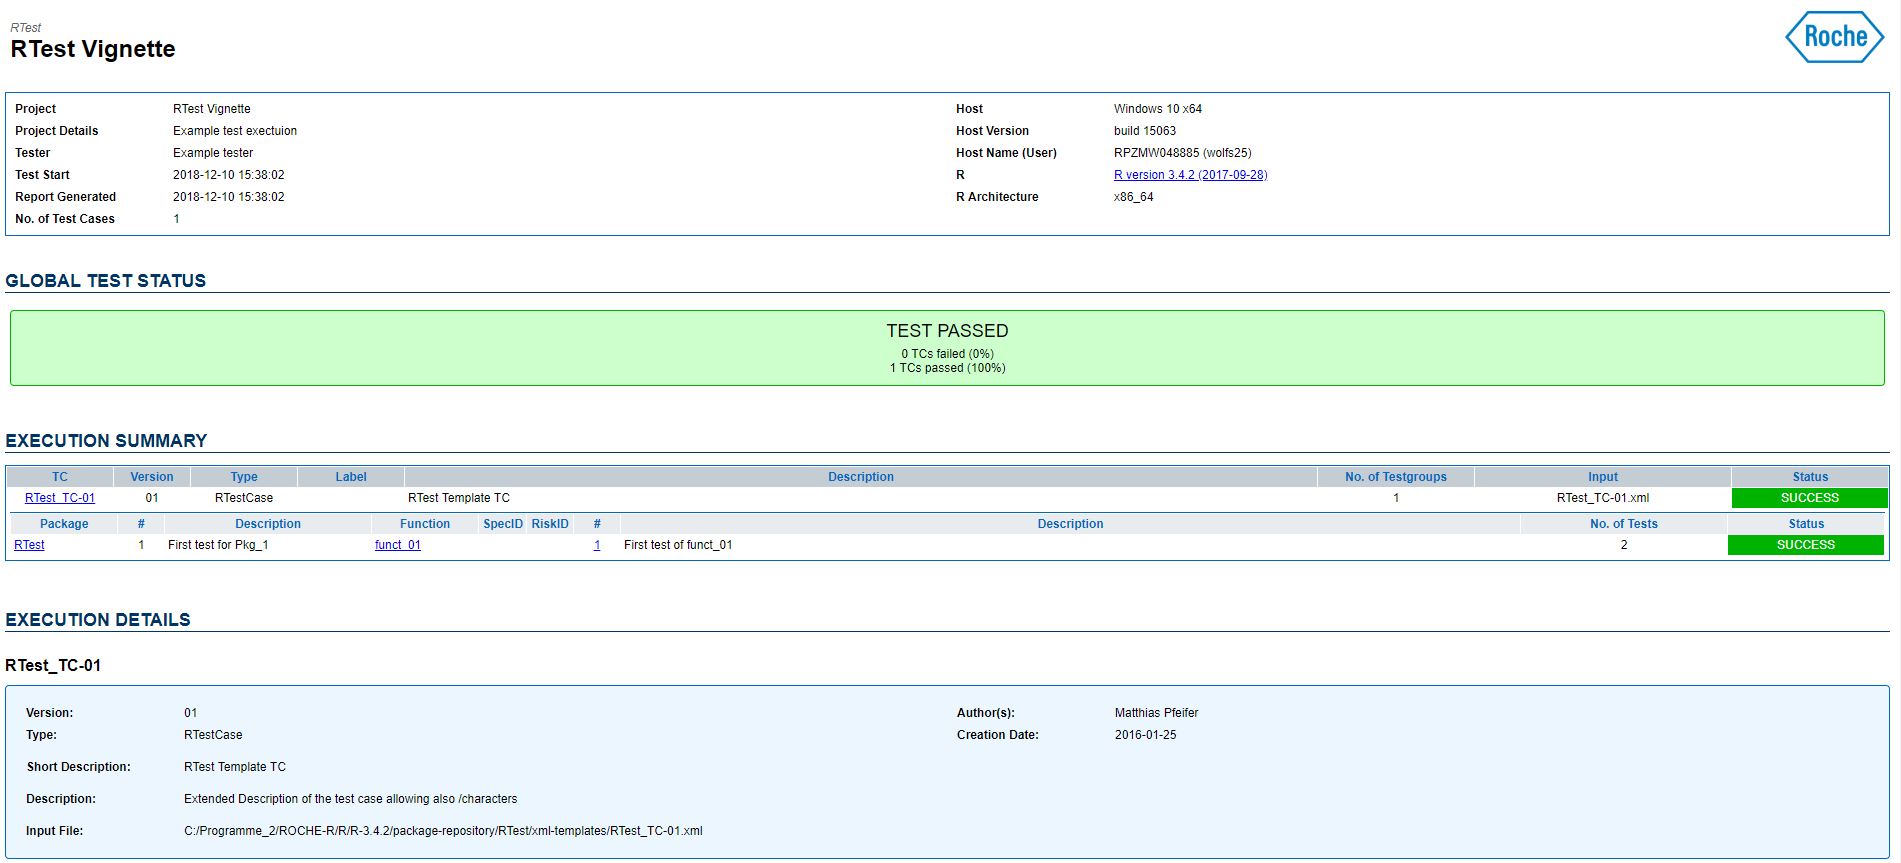 RTest
RTest Vignette
Roche
Project RTest Vignette Host Windows 10 x64
Project Details Example test exectuion Host Version build 15063
Tester Example tester Host Name (User) RPZMW048885 (wolfs25)
Test Start 2018-12-10 15:38:02 R R version 3.4.2 (2017-09-28)
Report Generated 2018-12-10 15:38:02 R Architecture x86_64
No. of Test Cases 1
GLOBAL TEST STATUS
TEST PASSED
0 TCs failed (0%)
1 TCs passed (100%)
EXECUTION SUMMARY
TC Version Type Label Description No. of Testgroups Input Status
RTest_TC-01 01 RTestCase RTest Template TC 1 RTest_TC-01.xml SUCCESS
Package # Description Function SpecID RiskID # Description No. of Tests Status
RTest 1 First test for Pkg_1 funct_01 1 First test of funct_01 2 SUCCESS
EXECUTION DETAILS
RTest_TC-01
Version: 01 Author(s): Matthias Pfeifer
Type: RTestCase Creation Date: 2016-01-25
Short Description: RTest Template TC
Description: Extended Description of the test case allowing also /characters
Input File: C:/Programme_2/ROCHE-R/R/R-3.4.2/package-repository/RTest/xml-templates/RTest_TC-01.xml